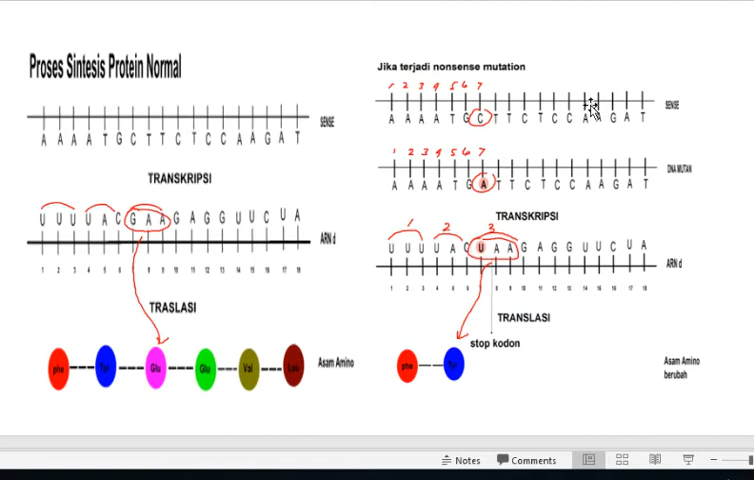 Proses Sintesis Protein Normal
A A A A T G C T T C T C C A A G A T
SENSE
TRANSKRIPSI
U U U U A C G A A G A G G U U C U A
ARN d
1 2 3 4 5 6 8 9 10 11 12 13 14 15 16 17 18
TRASLASI
phe Tyr Glu Glu Val Leu
Asam Amino
Jika terjadi nonsense mutation
1 2 3 4 5 6 7
A A A A T G C T T C T C C A A G A T
SENSE
1 2 3 4 5 6 7
A A A A T G A T T C T C C A A G A T
DNA MUTAN
TRANSKRIPSI
1 2 3
U U U U A C U A A G A G G U U C U A
ARN d
1 2 3 4 5 6 7 8 9 10 11 12 13 14 15 16 17 18
TRANSLASI
stop kodon
phe Tyr
Asam Amino
berubah
Notes
Comments